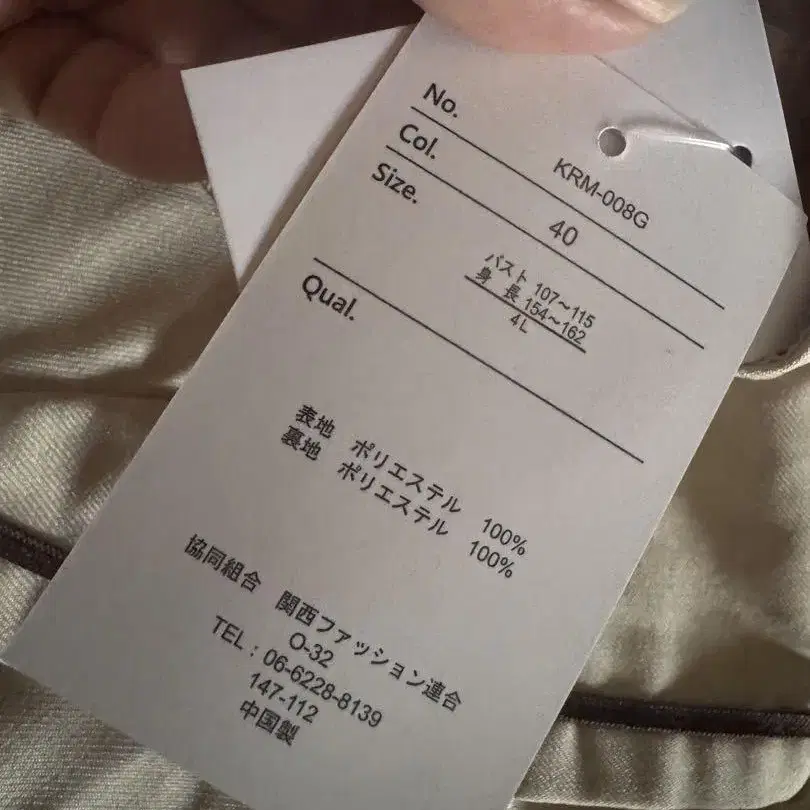 No. KRM-008G
Col. 40
Size. バスト 107～115
身 長 154～162
4L
Qual.
表地 ポリエステル 100%
裏地 ポリエステル 100%
協同組合 関西ファッション連合
O-32
TEL：06-6228-8139
147-112
中国製